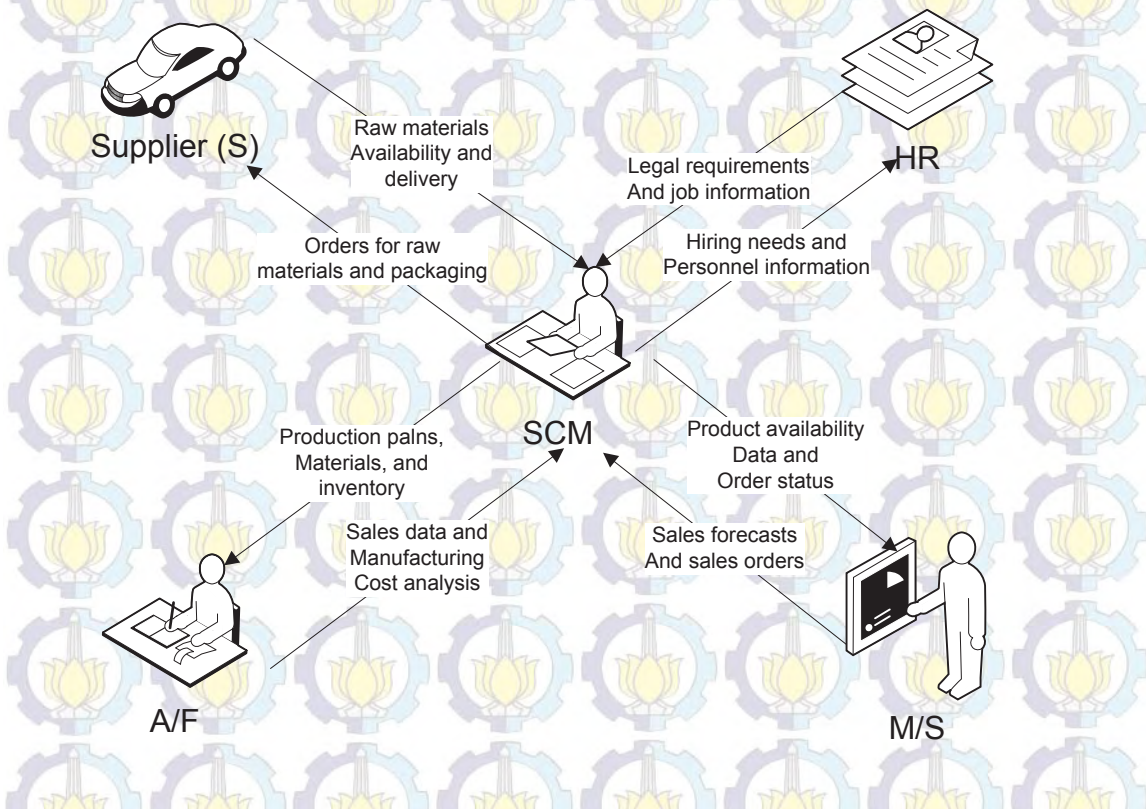 Supplier (S)
HR
Raw materials
Availability and
delivery
Legal requirements
And job information
Orders for raw
materials and packaging
Hiring needs and
Personnel information
SCM
Production palns,
Materials, and
inventory
Product availability
Data and
Order status
Sales data and
Manufacturing
Cost analysis
Sales forecasts
And sales orders
A/F
M/S